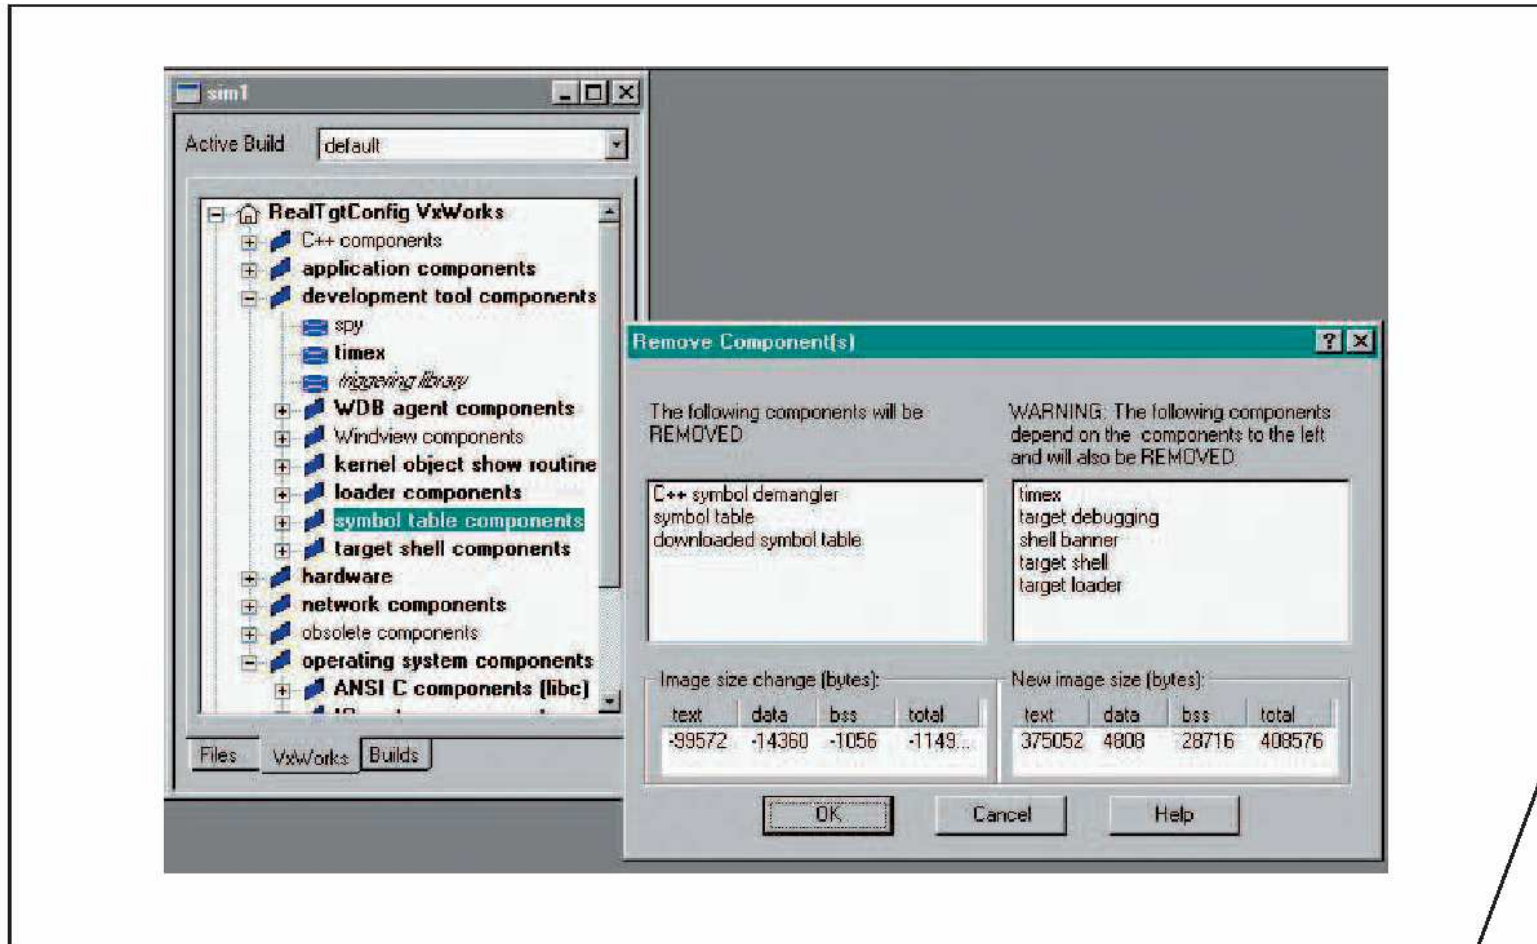 sim1
Active Build
default
RealTgtConfig VxWorks
C++ components
application components
development tool components
spy
timex
triggering library
WDB agent components
Windview components
kernel object show routine
loader components
symbol table components
target shell components
hardware
network components
obsolete components
operating system components
ANSI C components (libc)
Files
VxWorks
Builds
Remove Component(s)
The following components will be
REMOVED
C++ symbol demangler
symbol table
downloaded symbol table
WARNING: The following components
depend on the components to the left
and will also be REMOVED
timex
target debugging
shell banner
target shell
target loader
Image size change (bytes):
text data bss total
-99572 -14360 -1056 -1149...
New image size (bytes):
text data bss total
375052 4808 28716 408576
OK
Cancel
Help